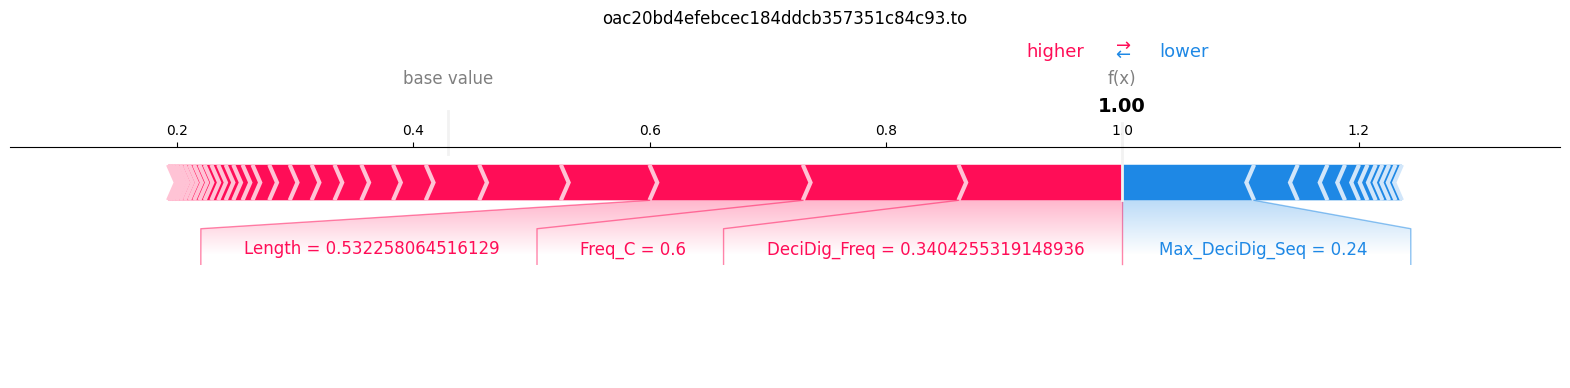 oac20bd4efebcec184ddcb357351c84c93.to
higher ⇄ lower
base value f(x)
1.00
0.2 0.4 0.6 0.8 1 0 1.2
Length = 0.532258064516129 Freq_C = 0.6 DeciDig_Freq = 0.3404255319148936 Max_DeciDig_Seq = 0.24